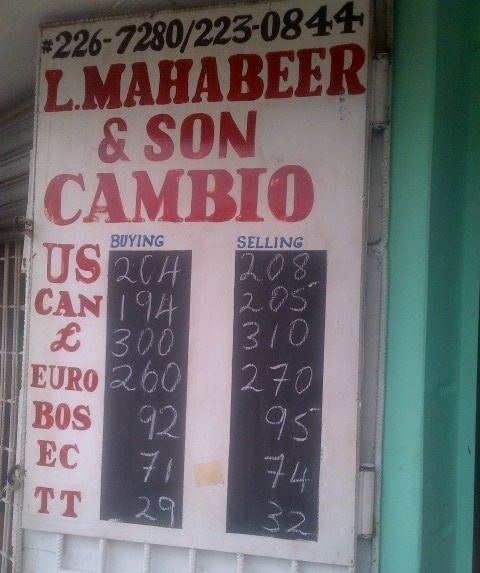 #226-7280/223-0844
L.MAHABEER
& SON
CAMBIO
BUYING SELLING
US 204 208
CAN 194 205
£ 300 310
EURO 260 270
BOS 92 95
EC 71 74
TT 29 32